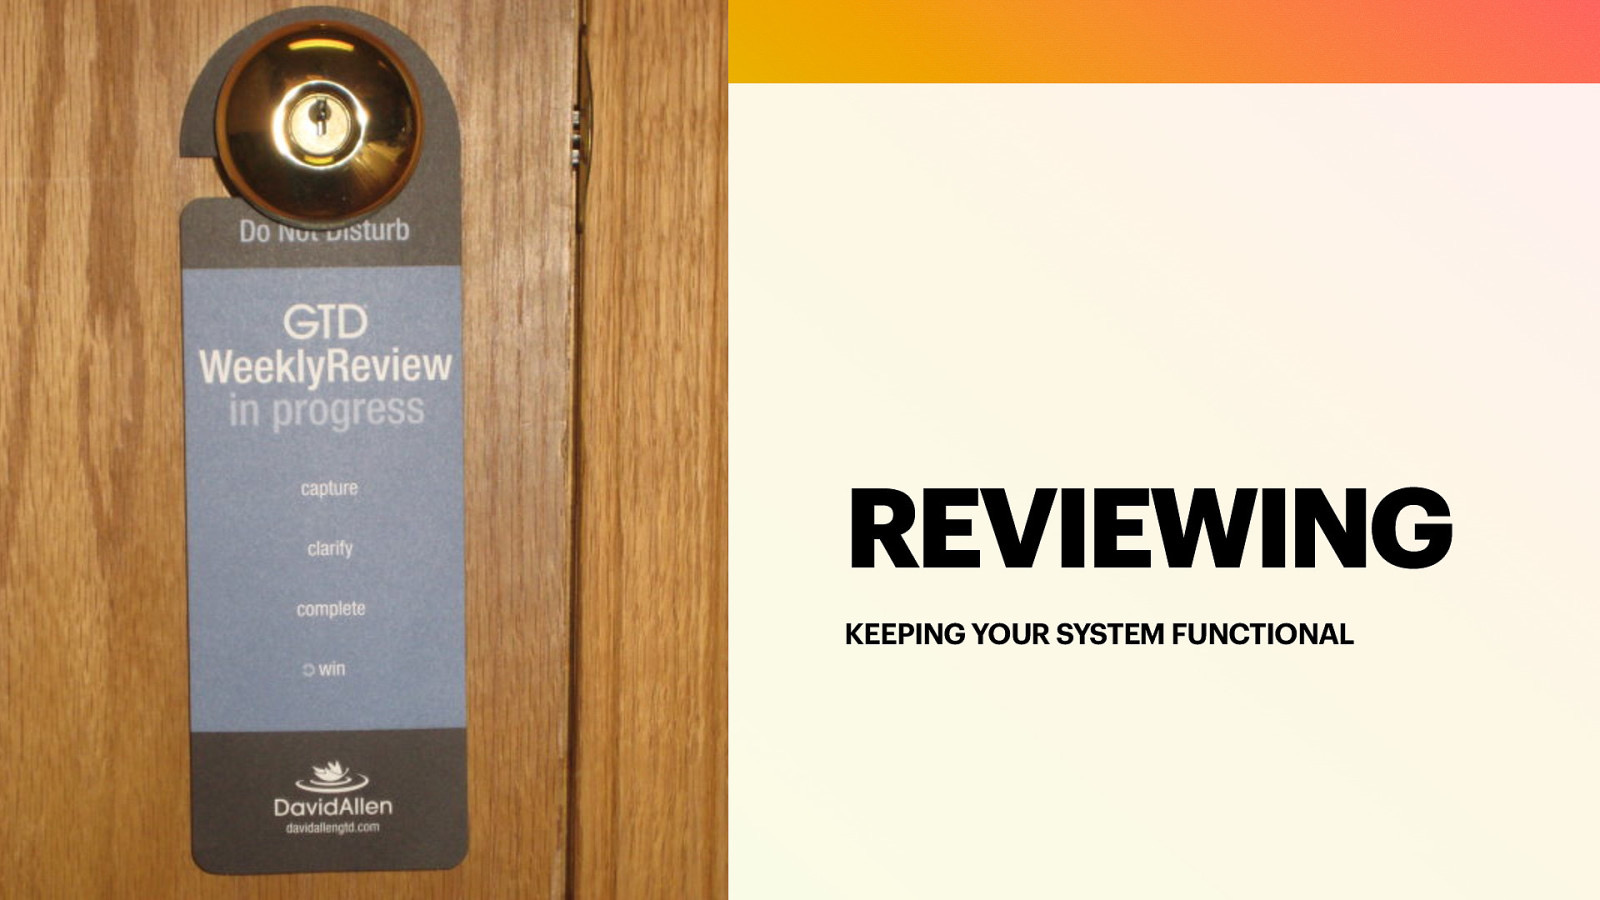 Do Not Disturb
GTD
WeeklyReview
in progress
capture
clarify
complete
win
DavidAllen
davidallengtd.com
REVIEWING
KEEPING YOUR SYSTEM FUNCTIONAL